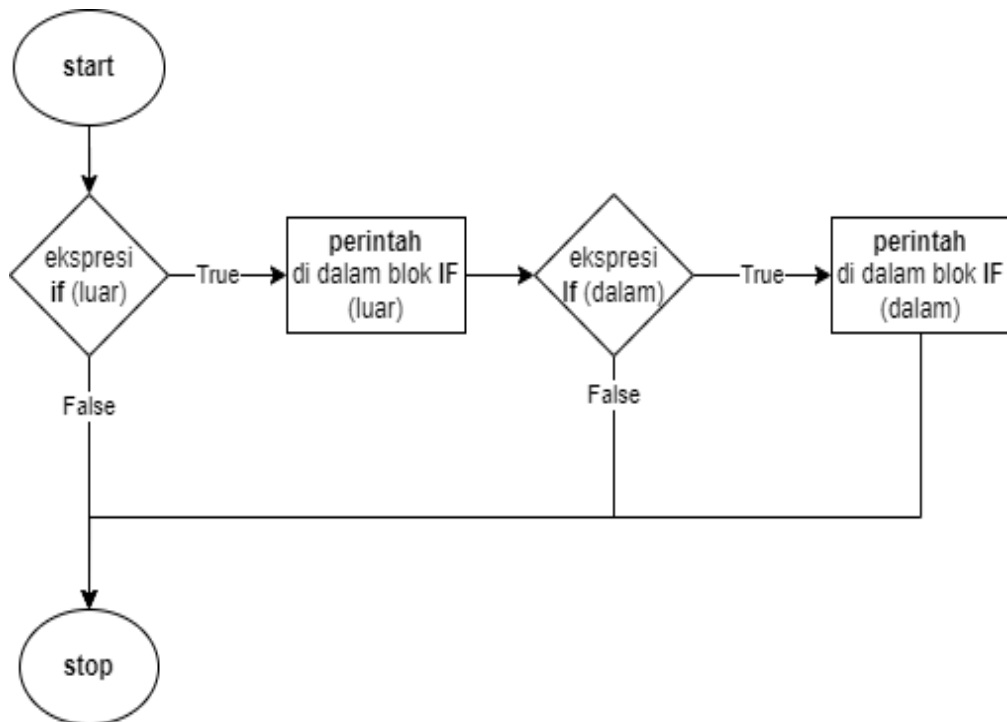 start
ekspresi
if (luar)
True
perintah
di dalam blok IF
(luar)
ekspresi
If (dalam)
True
perintah
di dalam blok IF
(dalam)
False
False
stop